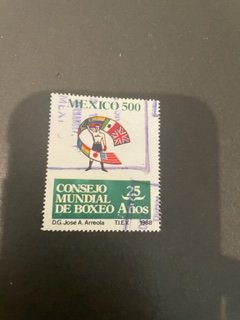 MEXICO 500
CONSEJO
MUNDIAL
DE BOXEO
25
Años
D.G. José A. Arreola T.I.E.V. 1988